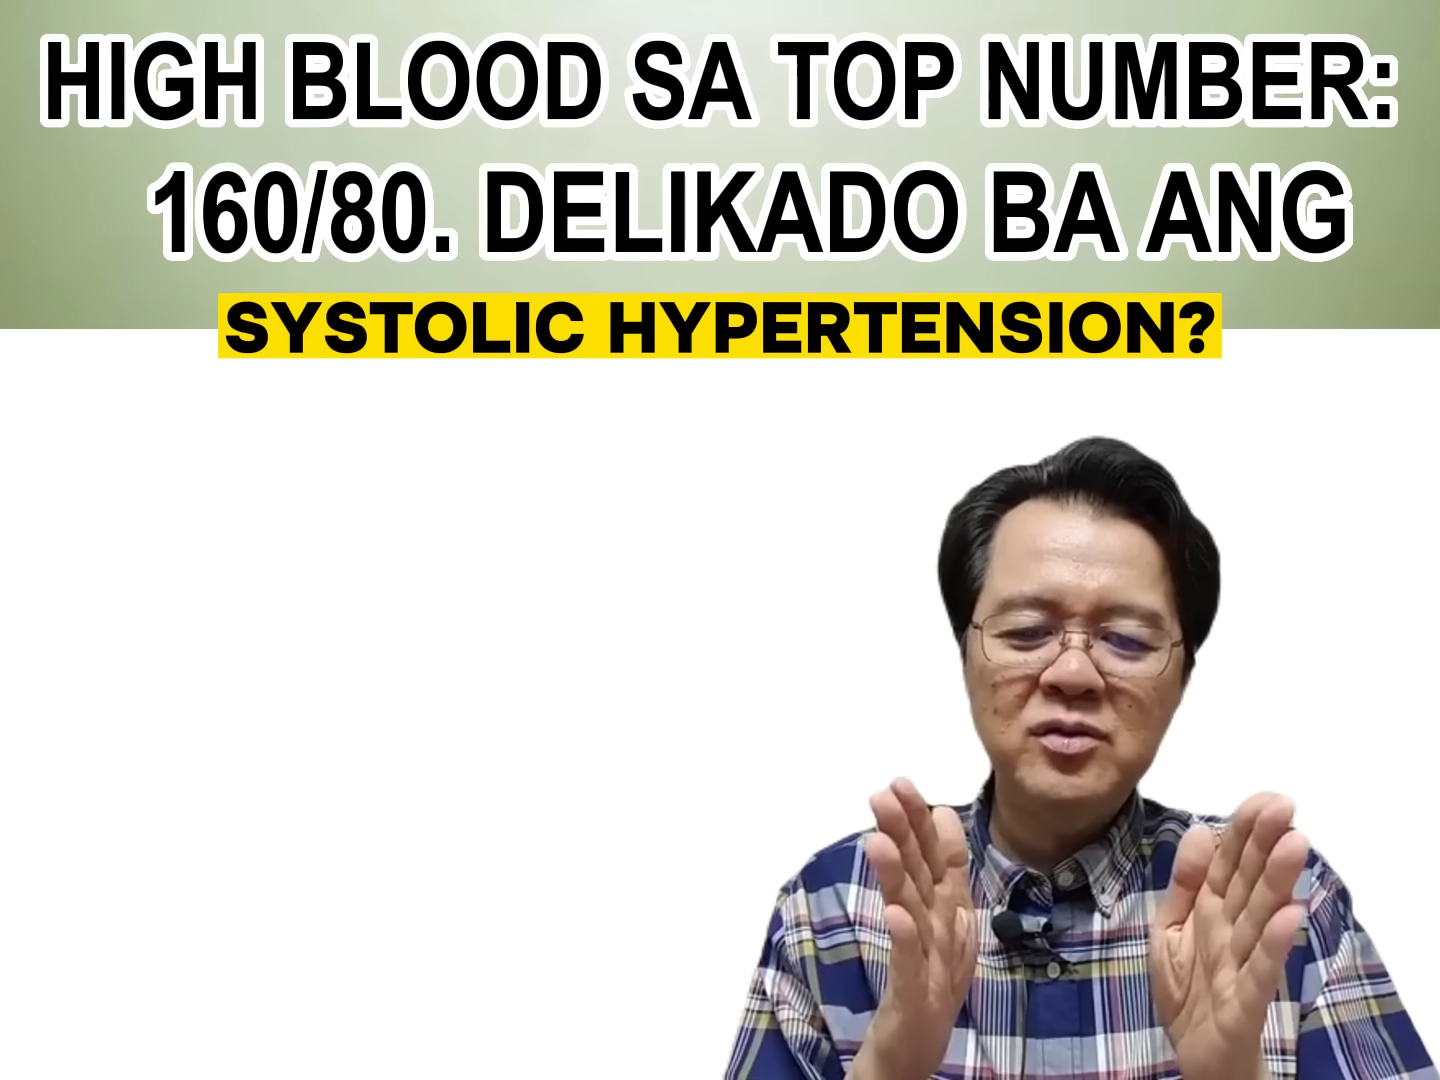 HIGH BLOOD SA TOP NUMBER:
160/80. DELIKADO BA ANG
SYSTOLIC HYPERTENSION?